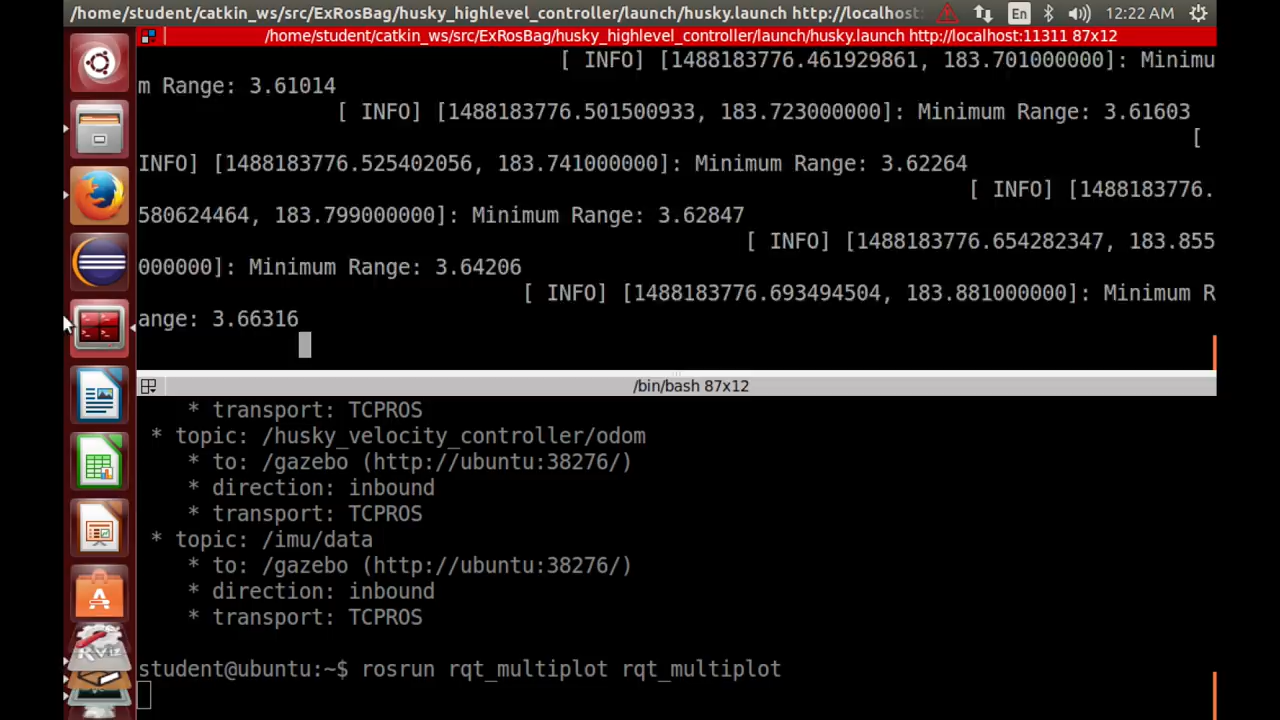 /home/student/catkin_ws/src/ExRosBag/husky_highlevel_controller/launch/husky.launch http://localhost: En 12:22 AM
/home/student/catkin_ws/src/ExRosBag/husky_highlevel_controller/launch/husky.launch http://localhost:11311 87x12
[ INFO] [1488183776.461929861, 183.701000000]: Minimu
m Range: 3.61014
[ INFO] [1488183776.501500933, 183.723000000]: Minimum Range: 3.61603
[
INFO] [1488183776.525402056, 183.741000000]: Minimum Range: 3.62264
[ INFO] [1488183776.
580624464, 183.799000000]: Minimum Range: 3.62847
[ INFO] [1488183776.654282347, 183.855
000000]: Minimum Range: 3.64206
[ INFO] [1488183776.693494504, 183.881000000]: Minimum R
ange: 3.66316
/bin/bash 87x12
* transport: TCPROS
* topic: /husky_velocity_controller/odom
* to: /gazebo (http://ubuntu:38276/)
* direction: inbound
* transport: TCPROS
* topic: /imu/data
* to: /gazebo (http://ubuntu:38276/)
* direction: inbound
* transport: TCPROS
student@ubuntu:~$ rosrun rqt_multiplot rqt_multiplot